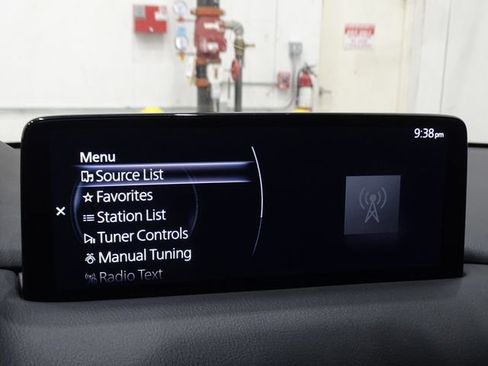 9:38pm
Menu
Source List
Favorites
Station List
Tuner Controls
Manual Tuning
Radio Text